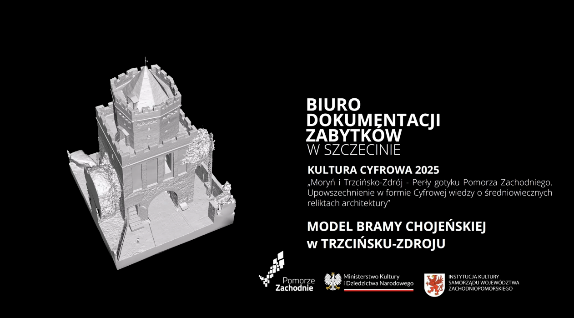 BIURO
DOKUMENTACJI
ZABYTKÓW
W SZCZECINIE
KULTURA CYFROWA 2025
„Moryń i Trzcińsko-Zdrój - Perły gotyku Pomorza Zachodniego.
Upowszechnienie w formie Cyfrowej wiedzy o średniowiecznych
reliktach architektury”
MODEL BRAMY CHOJEŃSKIEJ
w TRZCIŃSKU-ZDROJU
Pomorze
Zachodnie
Ministerstwo Kultury
i Dziedzictwa Narodowego
INSTYTUCJA KULTURY
SAMORZĄDU WOJEWÓDZTWA
ZACHODNIOPOMORSKIEGO